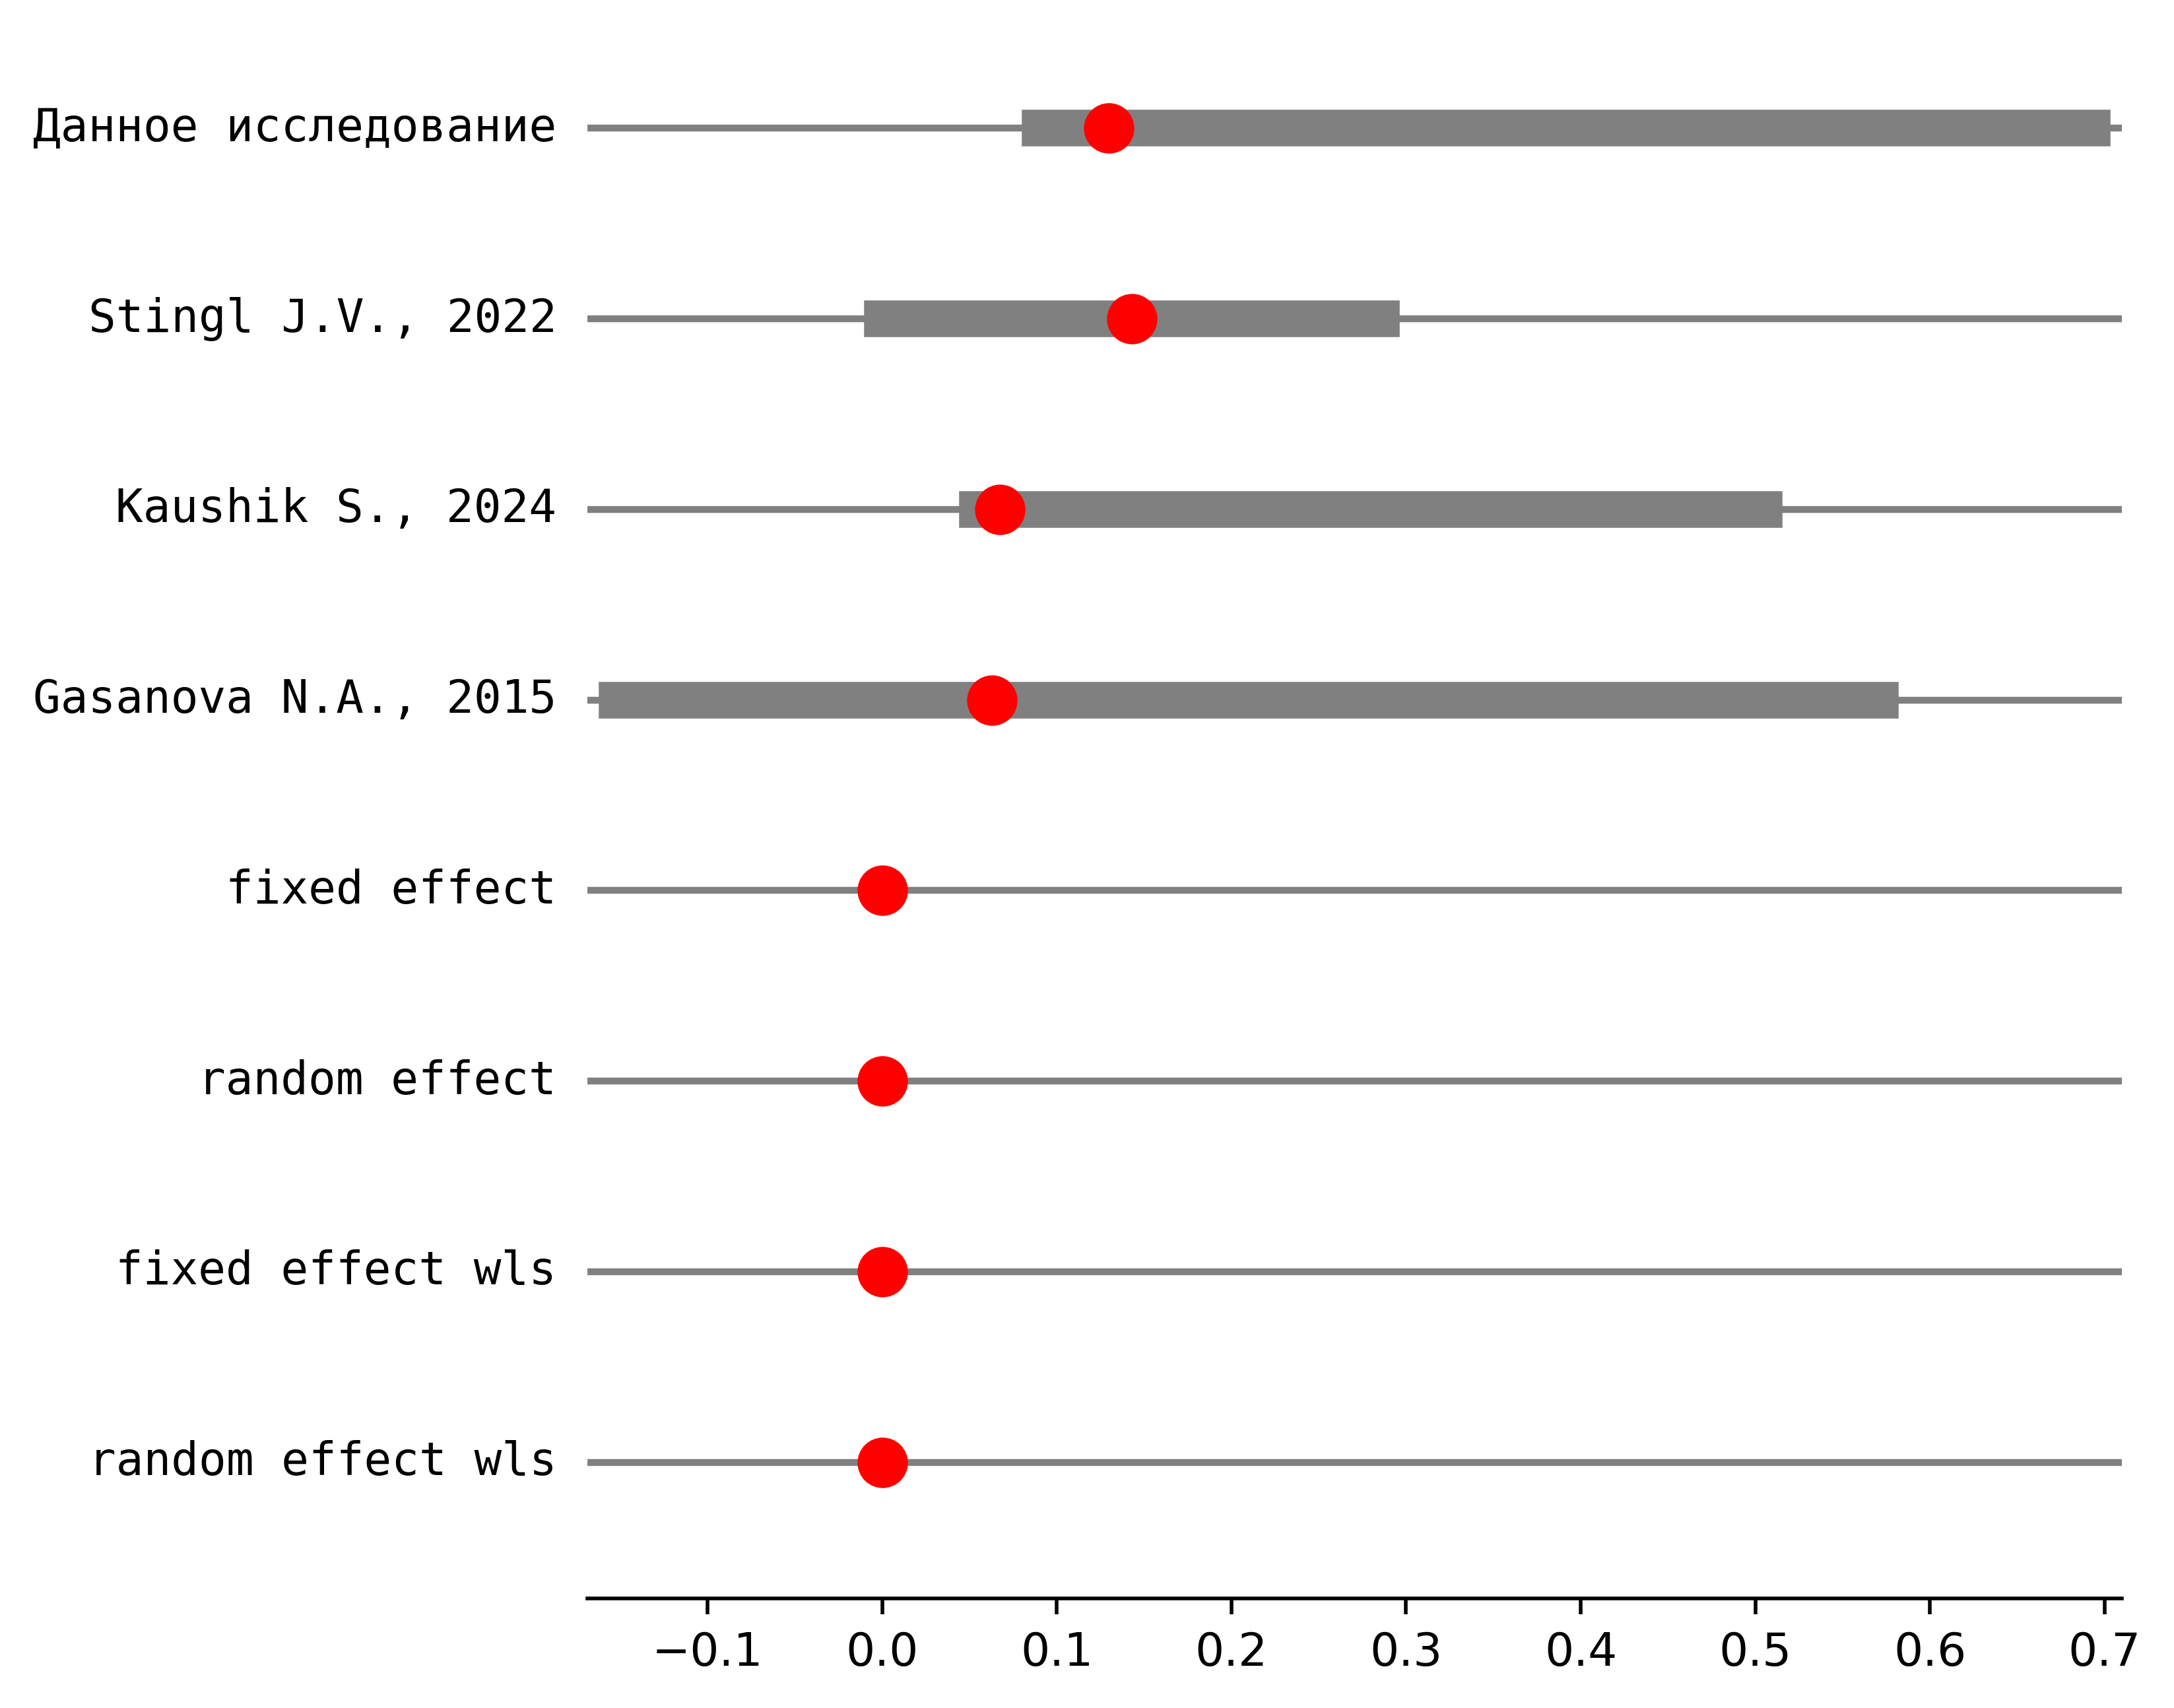 Данное исследование
Stingl J.V., 2022
Kaushik S., 2024
Gasanova N.A., 2015
fixed effect
random effect
fixed effect wls
random effect wls
−0.1 0.0 0.1 0.2 0.3 0.4 0.5 0.6 0.7